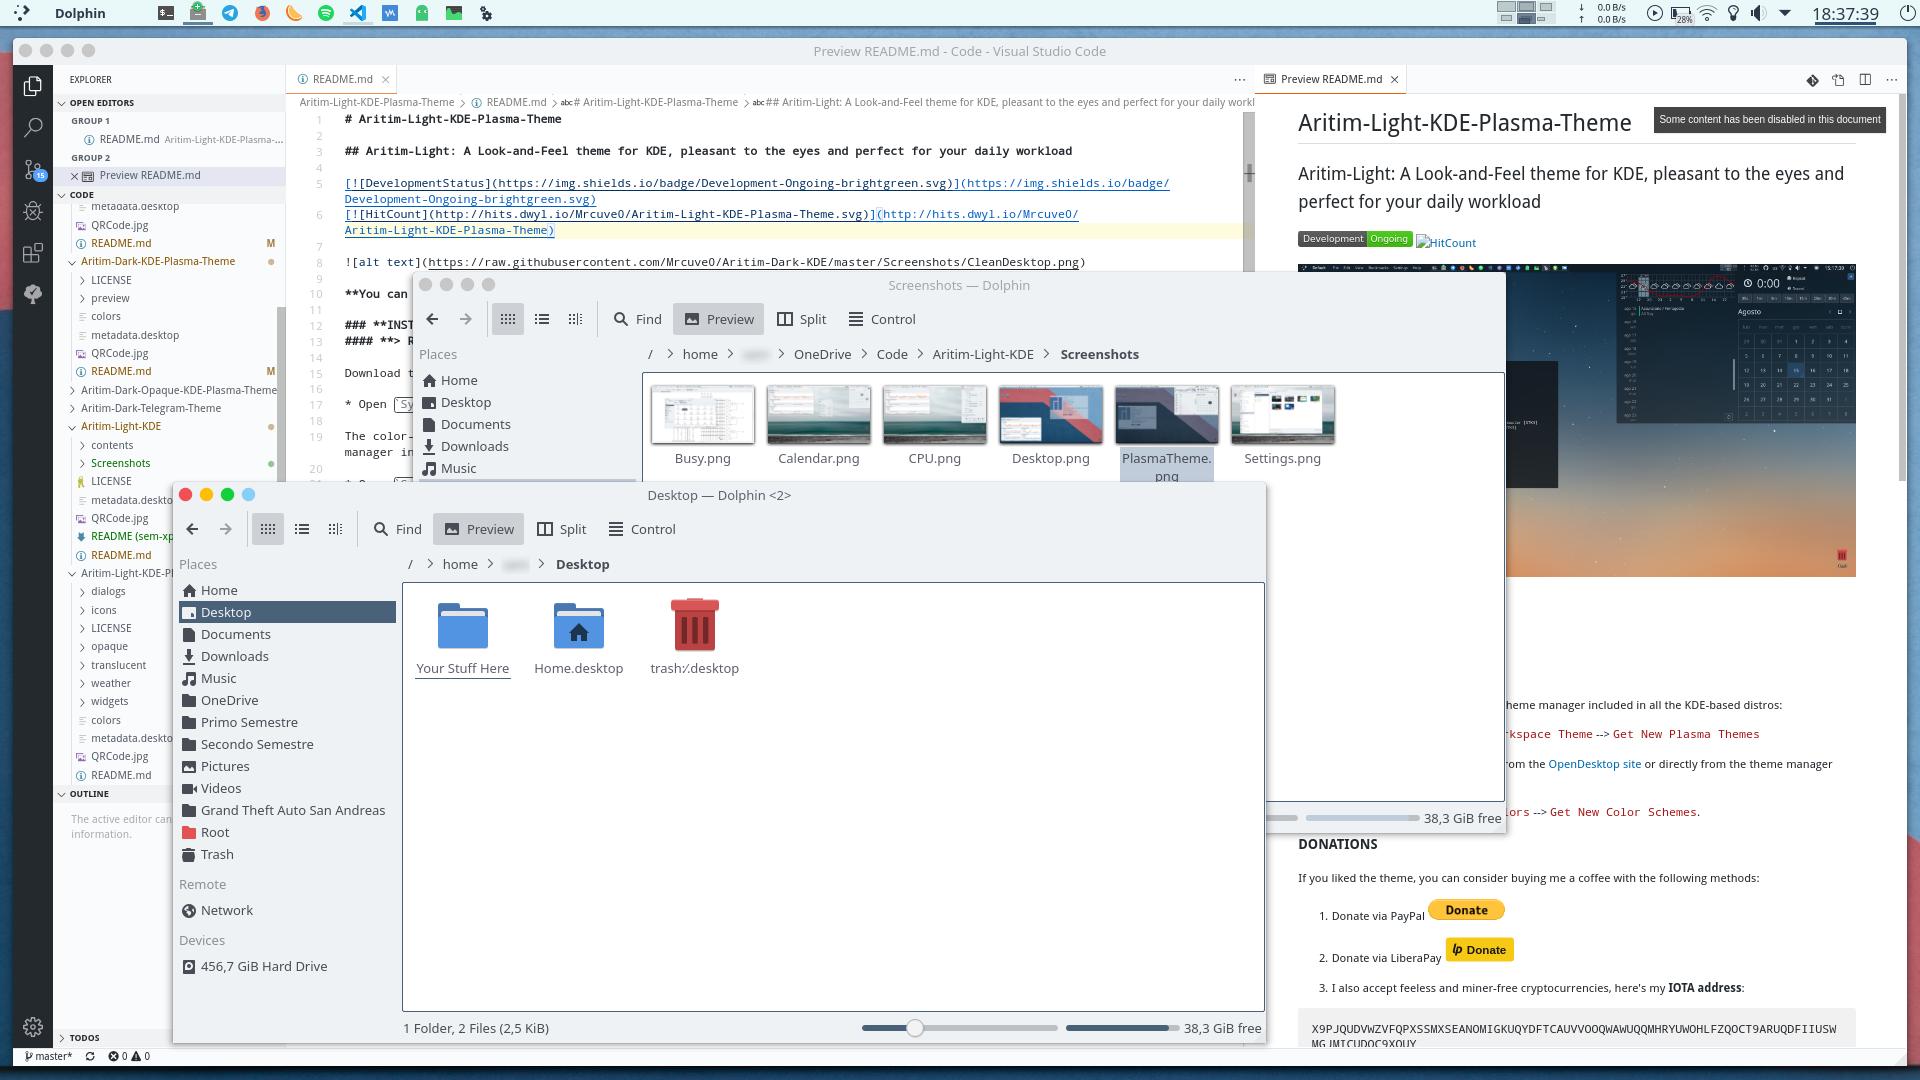 Dolphin
0.0 B/s
0.0 B/s
28%
18:37:39
Preview README.md - Code - Visual Studio Code
EXPLORER
OPEN EDITORS
GROUP 1
README.md Aritim-Light-KDE-Plasma-...
GROUP 2
Preview README.md
15
CODE
metadata.desktop
QRCode.jpg
README.md M
Aritim-Dark-KDE-Plasma-Theme
LICENSE
preview
colors
metadata.desktop
QRCode.jpg
README.md M
Aritim-Dark-Opaque-KDE-Plasma-Theme
Aritim-Dark-Telegram-Theme
Aritim-Light-KDE
contents
Screenshots
LICENSE
metadata.deskto
QRCode.jpg
README (sem-xp
README.md
Aritim-Light-KDE-Pl
dialogs
icons
LICENSE
opaque
translucent
weather
widgets
colors
metadata.deskto
QRCode.jpg
README.md
OUTLINE
The active editor can
information.
TODOS
master* 0 0
README.md
Aritim-Light-KDE-Plasma-Theme > README.md > abc # Aritim-Light-KDE-Plasma-Theme > abc ## Aritim-Light: A Look-and-Feel theme for KDE, pleasant to the eyes and perfect for your daily workl
1 # Aritim-Light-KDE-Plasma-Theme
2
3 ## Aritim-Light: A Look-and-Feel theme for KDE, pleasant to the eyes and perfect for your daily workload
4
5 [![DevelopmentStatus](https://img.shields.io/badge/Development-Ongoing-brightgreen.svg)](https://img.shields.io/badge/
Development-Ongoing-brightgreen.svg)
6 [![HitCount](http://hits.dwyl.io/Mrcuve0/Aritim-Light-KDE-Plasma-Theme.svg)](http://hits.dwyl.io/Mrcuve0/
Aritim-Light-KDE-Plasma-Theme)
7
8 ![alt text](https://raw.githubusercontent.com/Mrcuve0/Aritim-Dark-KDE/master/Screenshots/CleanDesktop.png)
9
10 **You can
11
12 ### **INST
13 #### **> R
14
15 Download t
16
17 * Open `Sy
18
19 The color-
manager in
20
Screenshots — Dolphin
Find
Preview
Split
Control
Places
/ > home > OneDrive > Code > Aritim-Light-KDE > Screenshots
Home
Desktop
Documents
Downloads
Music
Busy.png
Calendar.png
CPU.png
Desktop.png
PlasmaTheme.
png
Settings.png
38,3 GiB free
Desktop — Dolphin <2>
Find
Preview
Split
Control
Places
/ > home > Desktop
Home
Desktop
Documents
Downloads
Music
OneDrive
Primo Semestre
Secondo Semestre
Pictures
Videos
Grand Theft Auto San Andreas
Root
Trash
Remote
Network
Devices
456,7 GiB Hard Drive
Your Stuff Here
Home.desktop
trash:⁄.desktop
1 Folder, 2 Files (2,5 KiB)
38,3 GiB free
Preview README.md
Some content has been disabled in this document
Aritim-Light-KDE-Plasma-Theme
Aritim-Light: A Look-and-Feel theme for KDE, pleasant to the eyes and
perfect for your daily workload
Development Ongoing HitCount
15:17:39
0:00
Agosto
heme manager included in all the KDE-based distros:
rkspace Theme --> Get New Plasma Themes
om the OpenDesktop site or directly from the theme manager
ors --> Get New Color Schemes.
DONATIONS
If you liked the theme, you can consider buying me a coffee with the following methods:
1. Donate via PayPal Donate
2. Donate via LiberaPay lp Donate
3. I also accept feeless and miner-free cryptocurrencies, here's my IOTA address:
X9PJQUDVWZVFQPXSSMXSEANOMIGKUQYDFTCAUVVOOQWAWUQQMHRYUWOHLFZQOCT9ARUQDFIIUSW
MGJMICUDOC9XOUY